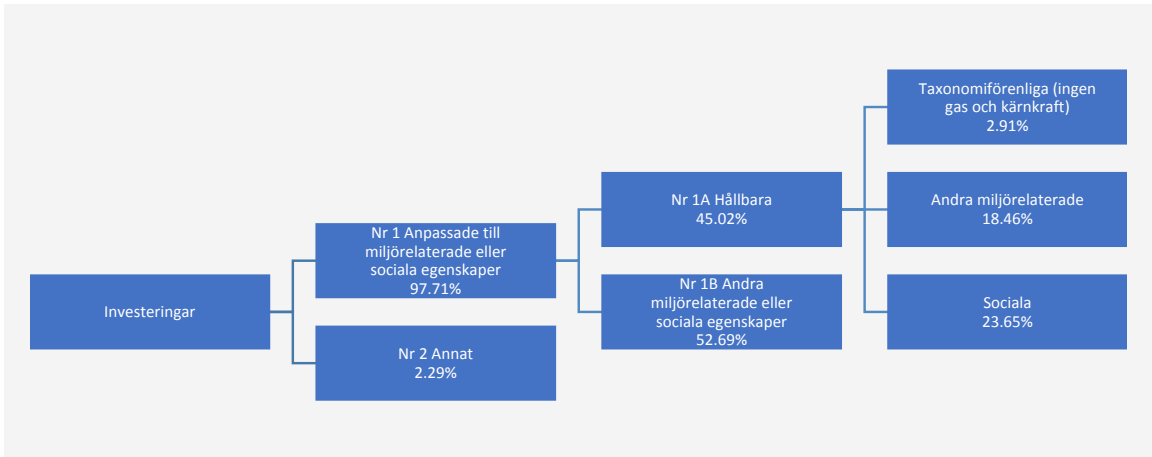 Investeringar
Nr 1 Anpassade till
miljörelaterade eller
sociala egenskaper
97.71%
Nr 2 Annat
2.29%
Nr 1A Hållbara
45.02%
Nr 1B Andra
miljörelaterade eller
sociala egenskaper
52.69%
Taxonomiförenliga (ingen
gas och kärnkraft)
2.91%
Andra miljörelaterade
18.46%
Sociala
23.65%